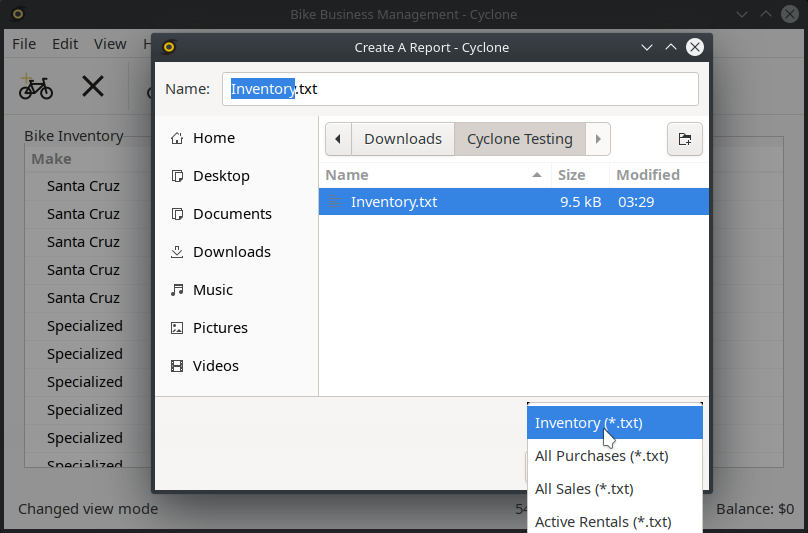 Bike Business Management - Cyclone
File Edit View
Create A Report - Cyclone
Name: Inventory.txt
Bike Inventory
Make
Santa Cruz
Santa Cruz
Santa Cruz
Santa Cruz
Santa Cruz
Specialized
Specialized
Specialized
Specialized
Specialized
Specialized
Home
Desktop
Documents
Downloads
Music
Pictures
Videos
Downloads Cyclone Testing
Name Size Modified
Inventory.txt 9.5 kB 03:29
Inventory (*.txt)
All Purchases (*.txt)
All Sales (*.txt)
Active Rentals (*.txt)
Changed view mode
Balance: $0